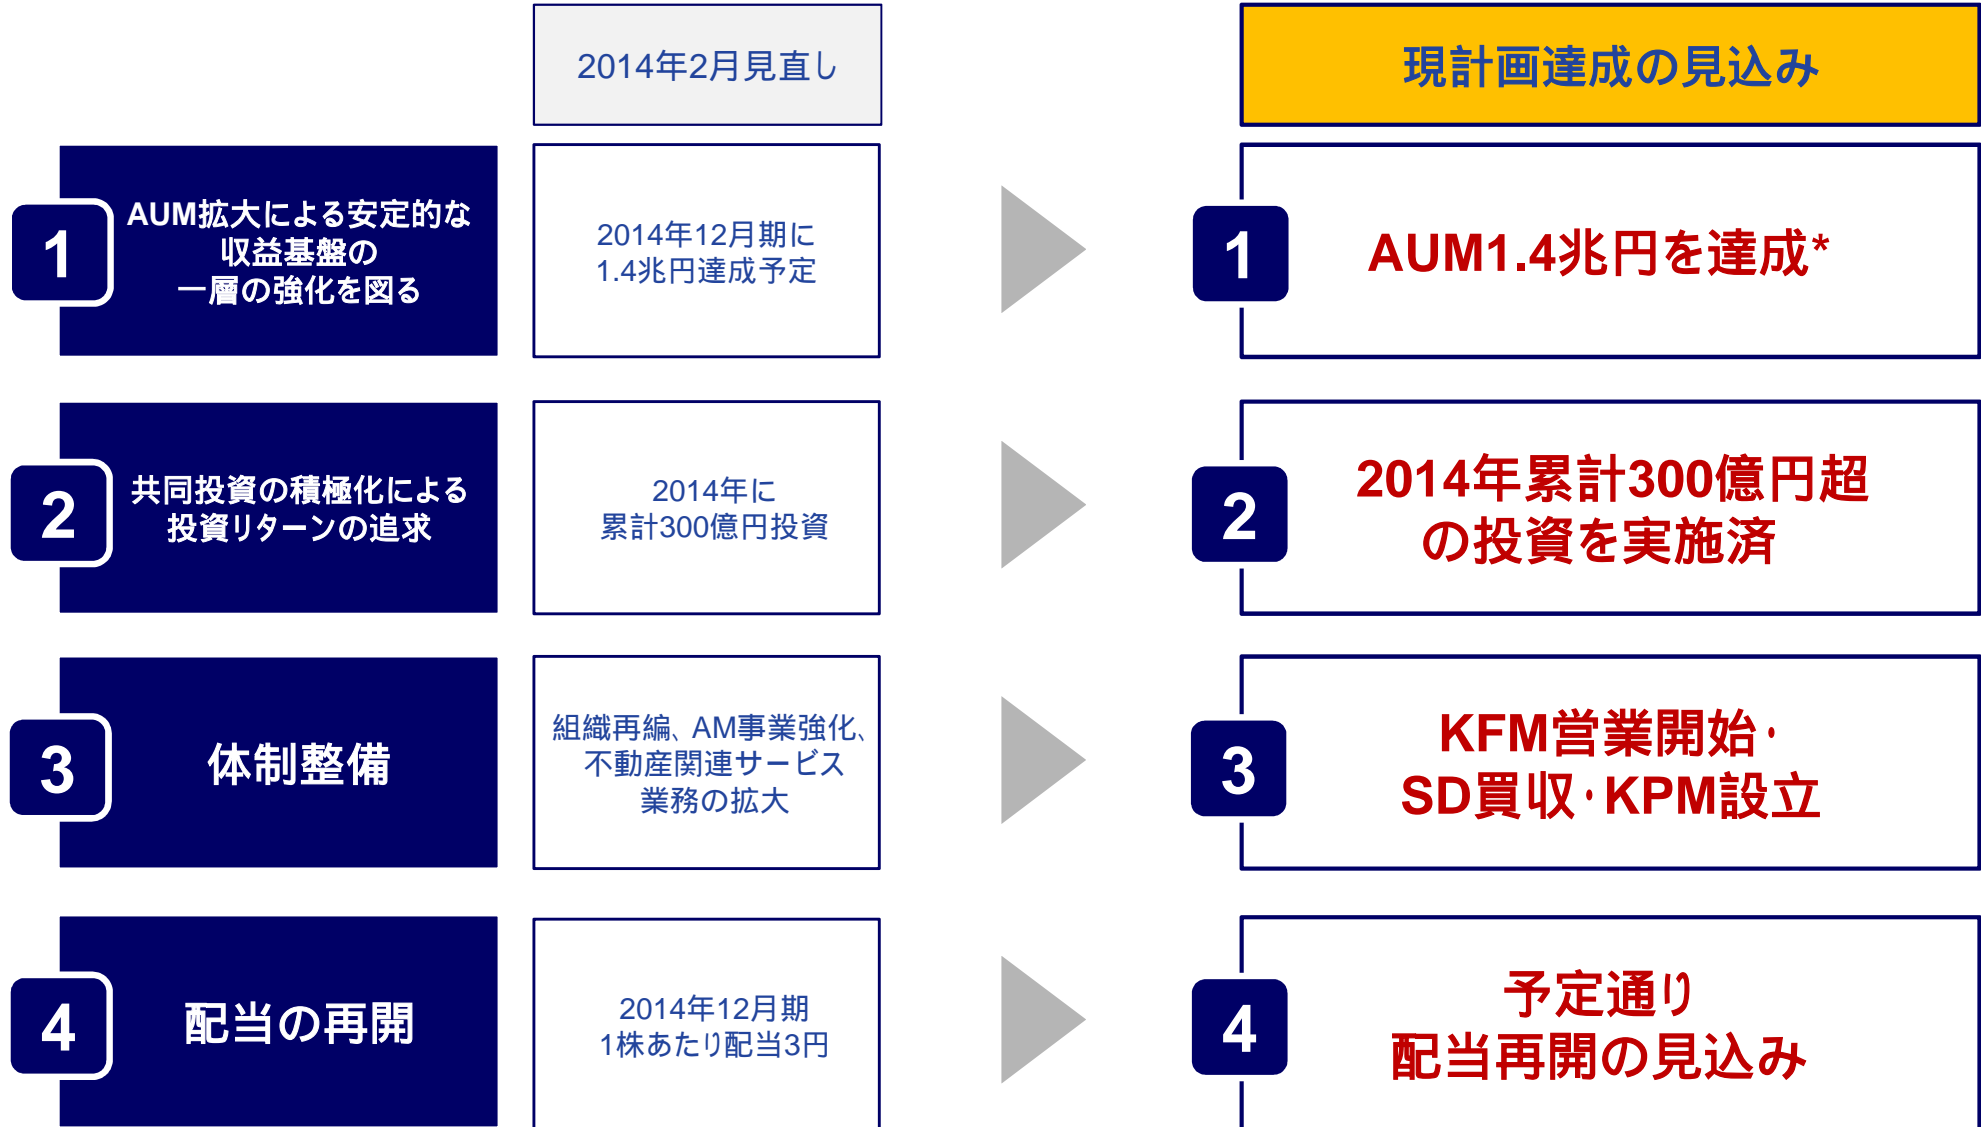 2014年2月見直し
現計画達成の見込み
1
AUM拡大による安定的な
収益基盤の
一層の強化を図る
2014年12月期に
1.4兆円達成予定
1
AUM1.4兆円を達成*
2
共同投資の積極化による
投資リターンの追求
2014年に
累計300億円投資
2
2014年累計300億円超
の投資を実施済
3
体制整備
組織再編、AM事業強化、
不動産関連サービス
業務の拡大
3
KFM営業開始・
SD買収・KPM設立
4
配当の再開
2014年12月期
1株あたり配当3円
4
予定通り
配当再開の見込み